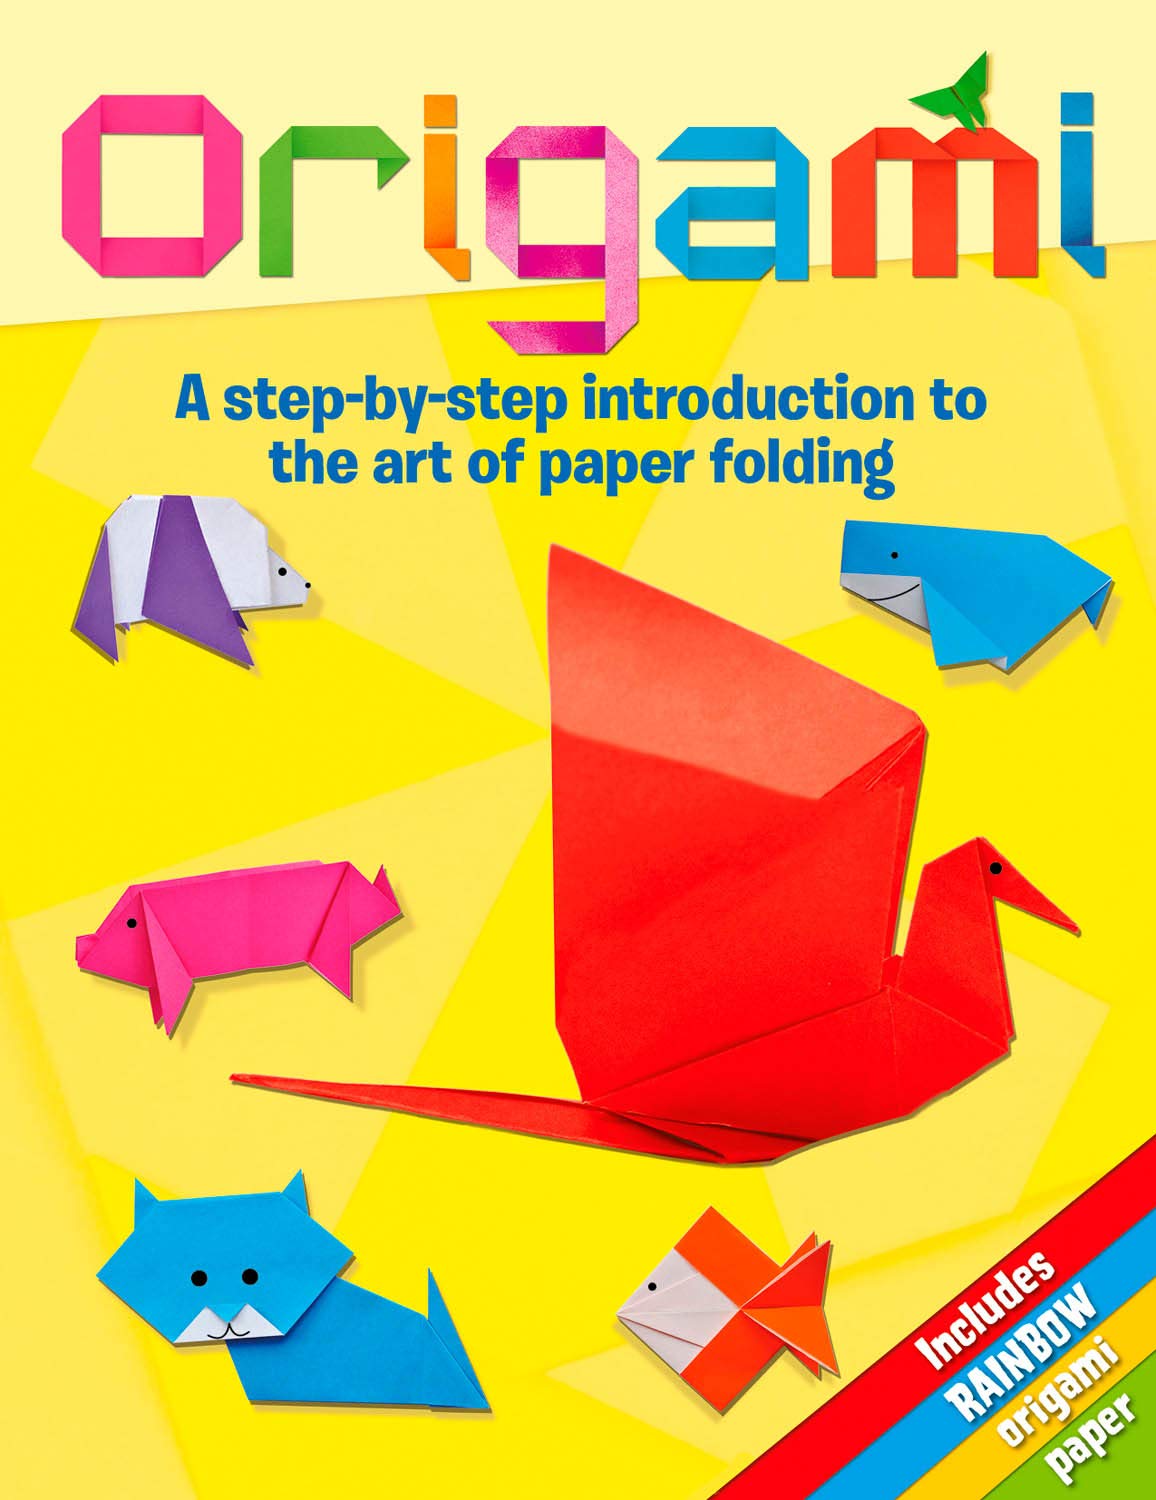 Origami
A step-by-step introduction to
the art of paper folding
Includes
RAINBOW
origami
paper